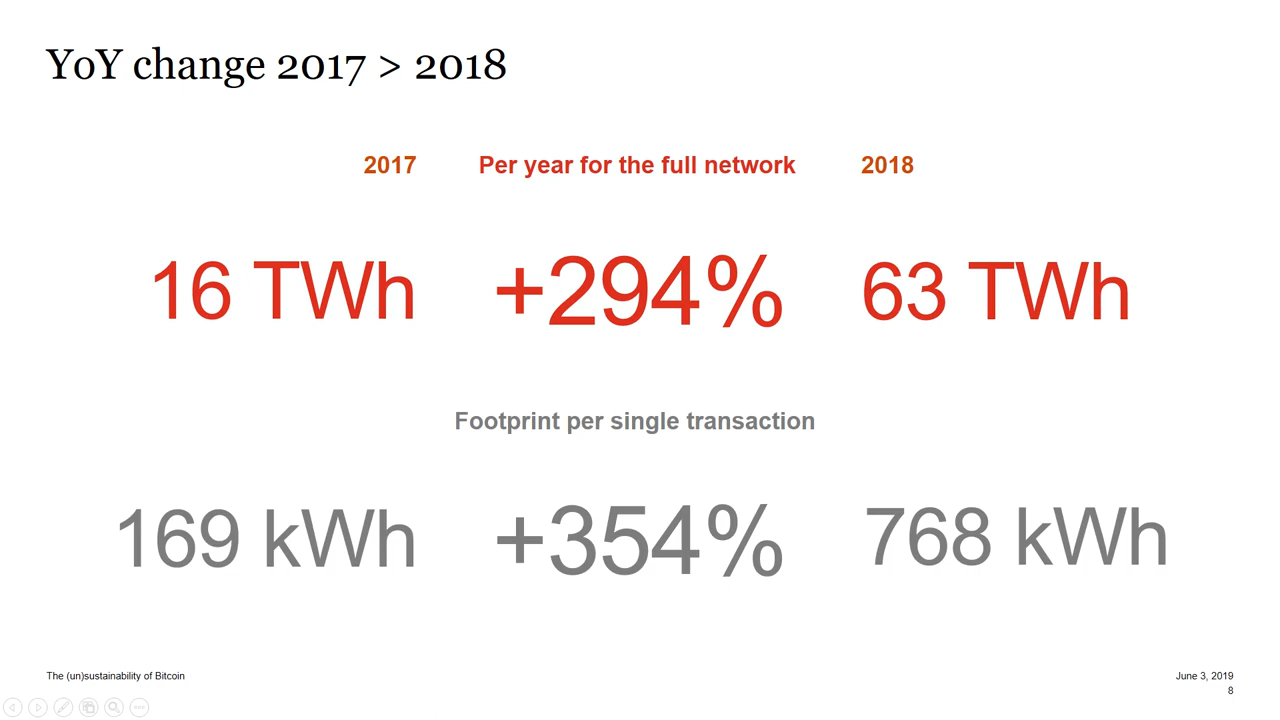 YoY change 2017 > 2018
2017 Per year for the full network 2018
16 TWh +294% 63 TWh
Footprint per single transaction
169 kWh +354% 768 kWh
The (un)sustainability of Bitcoin June 3, 2019
8